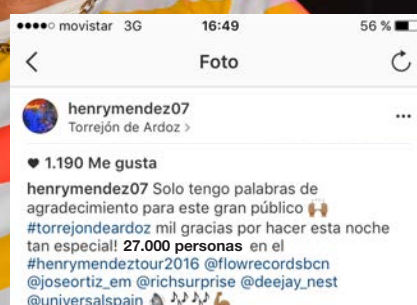 movistar 3G 16:49 56 %
Foto
henrymendez07
Torrejón de Ardoz >
1.190 Me gusta
henrymendez07 Solo tengo palabras de
agradecimiento para este gran público 🙌🏽
#torrejondeardoz mil gracias por hacer esta noche
tan especial! 27.000 personas en el
#henrymendeztour2016 @flowrecordsbcn
@joseortiz_em @richsurprise @deejay_nest
@universalspain